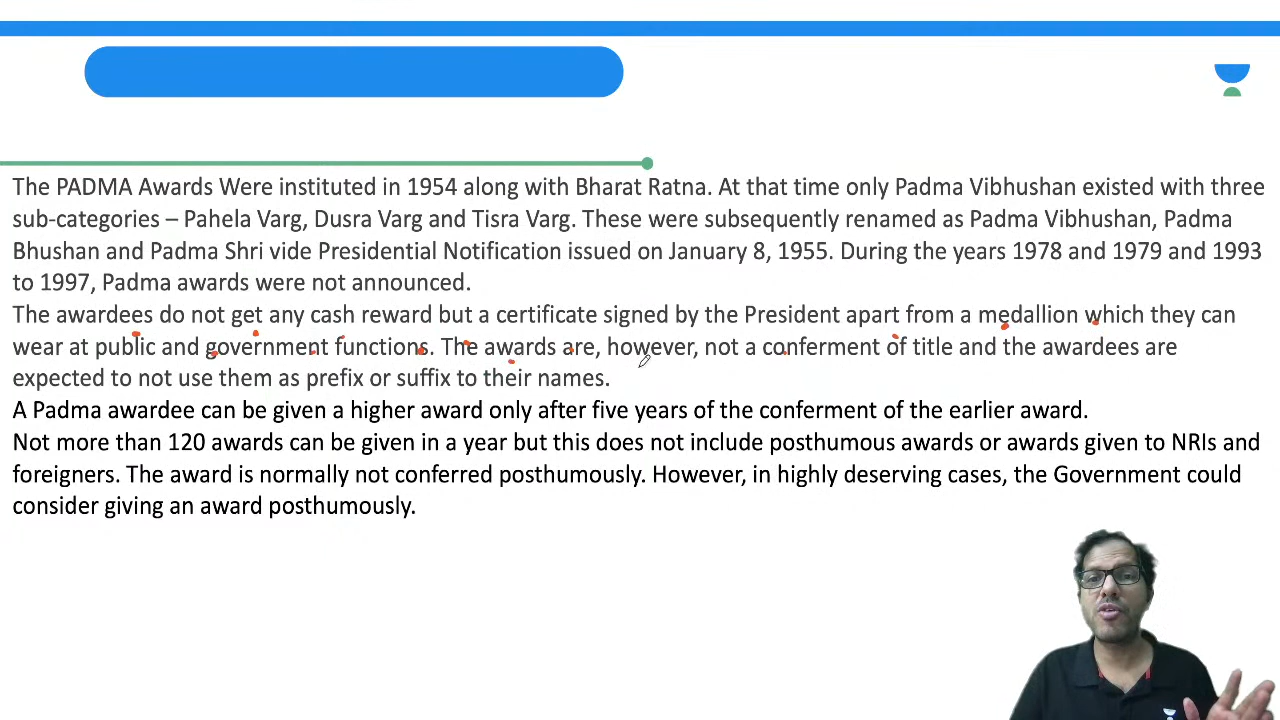 The PADMA Awards Were instituted in 1954 along with Bharat Ratna. At that time only Padma Vibhushan existed with three
sub-categories – Pahela Varg, Dusra Varg and Tisra Varg. These were subsequently renamed as Padma Vibhushan, Padma
Bhushan and Padma Shri vide Presidential Notification issued on January 8, 1955. During the years 1978 and 1979 and 1993
to 1997, Padma awards were not announced.
The awardees do not get any cash reward but a certificate signed by the President apart from a medallion which they can
wear at public and government functions. The awards are, however, not a conferment of title and the awardees are
expected to not use them as prefix or suffix to their names.
A Padma awardee can be given a higher award only after five years of the conferment of the earlier award.
Not more than 120 awards can be given in a year but this does not include posthumous awards or awards given to NRIs and
foreigners. The award is normally not conferred posthumously. However, in highly deserving cases, the Government could
consider giving an award posthumously.